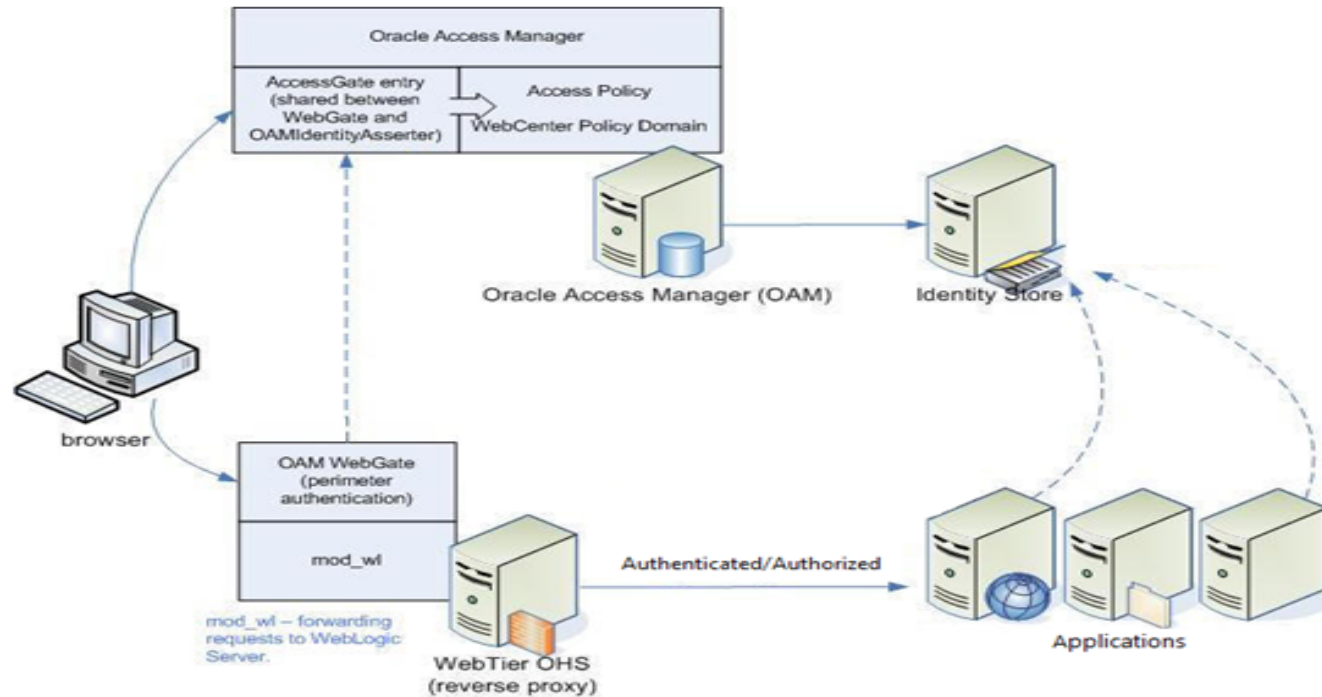 Oracle Access Manager
AccessGate entry
(shared between
WebGate and
OAMIdentityAsserter)
Access Policy
WebCenter Policy Domain
Oracle Access Manager (OAM)
Identity Store
browser
OAM WebGate
(perimeter
authentication)
mod_wl
Authenticated/Authorized
mod_wl – forwarding
requests to WebLogic
Server.
WebTier OHS
(reverse proxy)
Applications